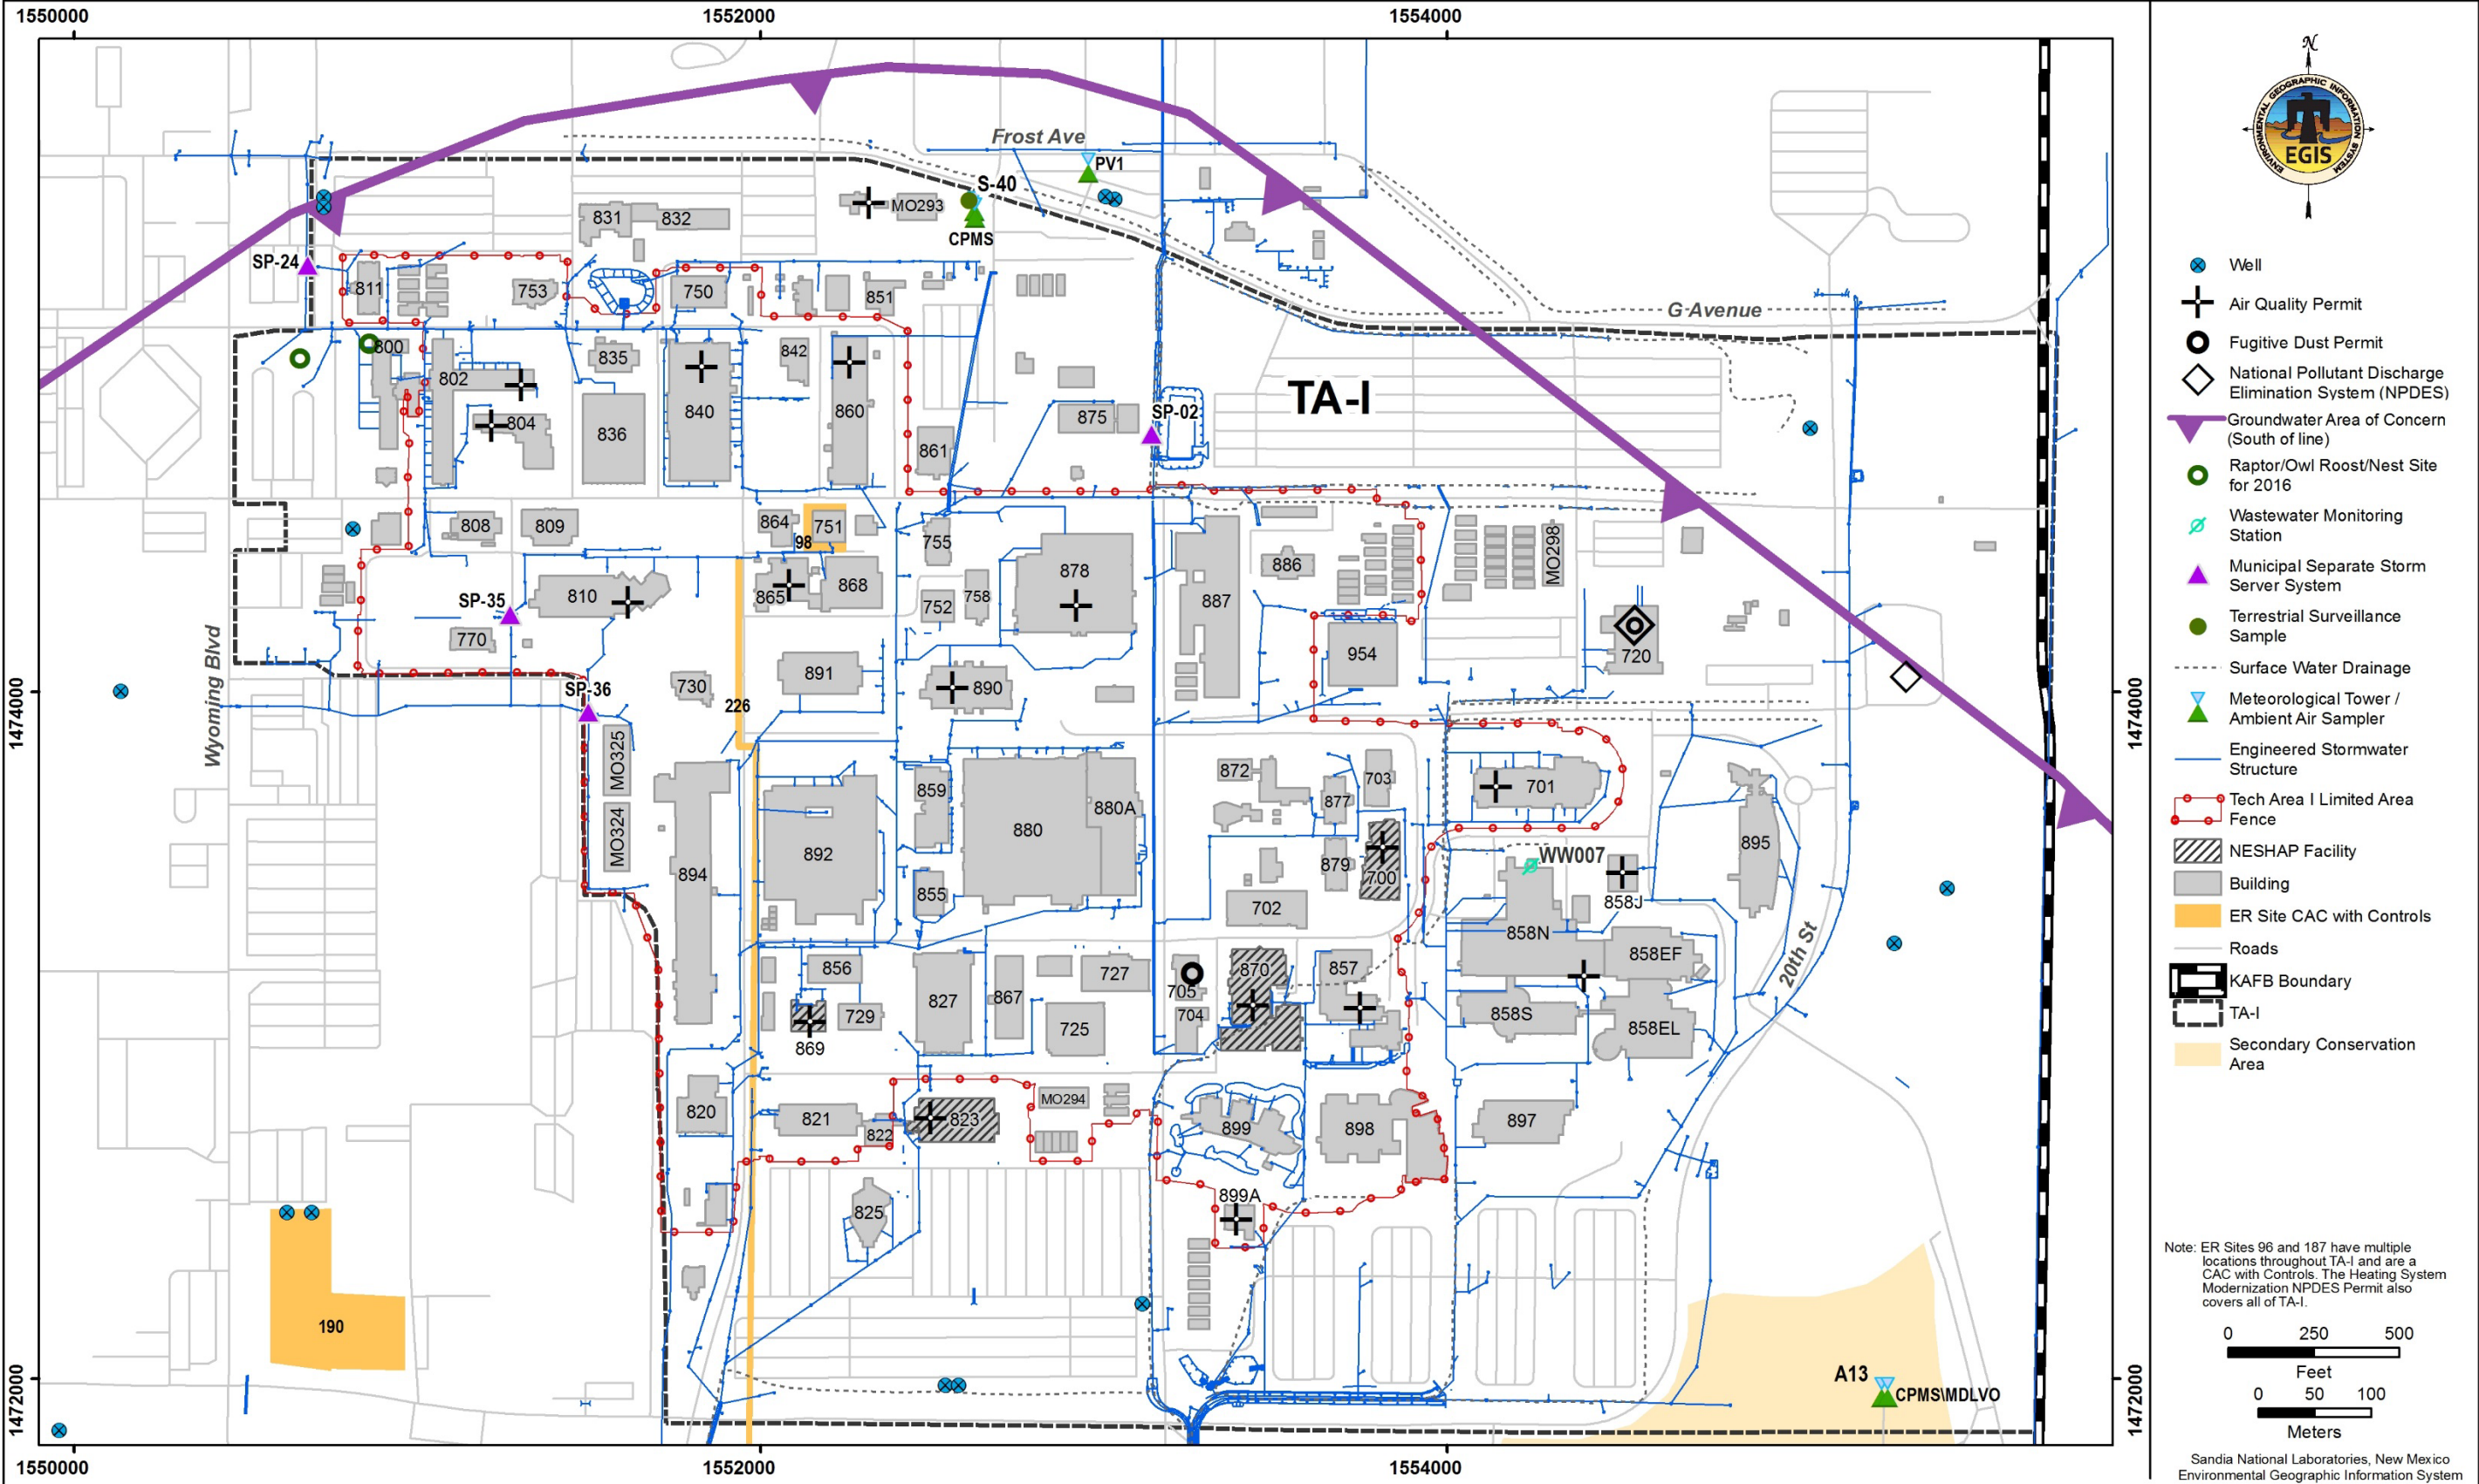 1550000
1552000
1554000
Frost Ave
PV1
S-40
MO293
CPMS
831
832
SP-24
811
753
750
851
G Avenue
800
802
804
835
836
840
842
860
861
875
SP-02
TA-I
808
809
864
751
98
755
865
868
752
758
878
887
886
MO298
810
SP-35
770
954
720
Wyoming Blvd
SP-36
730
226
891
890
1474000
1474000
MO325
MO324
894
892
859
855
880
880A
872
877
703
879
700
702
701
WW007
858J
895
858N
858EF
858S
858EL
20th St
856
729
869
827
867
727
725
705
704
870
857
820
821
822
823
MO294
899
898
897
825
899A
190
A13
CPMS\MDLVO
1472000
1472000
1550000
1552000
1554000
N
ENVIRONMENTAL GEOGRAPHIC INFORMATION SYSTEM
EGIS
Well
Air Quality Permit
Fugitive Dust Permit
National Pollutant Discharge
Elimination System (NPDES)
Groundwater Area of Concern
(South of line)
Raptor/Owl Roost/Nest Site
for 2016
Wastewater Monitoring
Station
Municipal Separate Storm
Server System
Terrestrial Surveillance
Sample
Surface Water Drainage
Meteorological Tower /
Ambient Air Sampler
Engineered Stormwater
Structure
Tech Area I Limited Area
Fence
NESHAP Facility
Building
ER Site CAC with Controls
Roads
KAFB Boundary
TA-I
Secondary Conservation
Area
Note: ER Sites 96 and 187 have multiple
locations throughout TA-I and are a
CAC with Controls. The Heating System
Modernization NPDES Permit also
covers all of TA-I.
0 250 500
Feet
0 50 100
Meters
Sandia National Laboratories, New Mexico
Environmental Geographic Information System